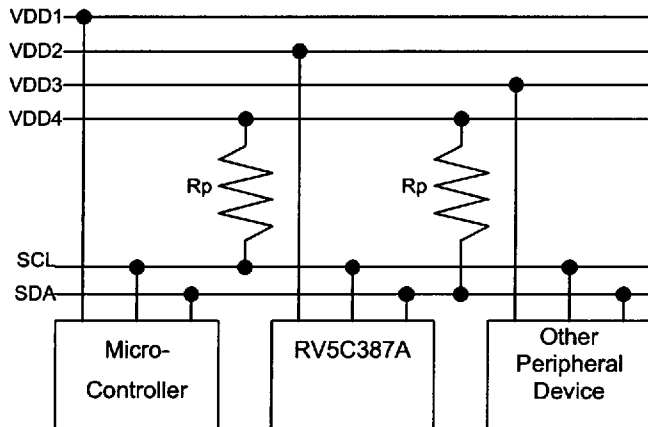 VDD1
VDD2
VDD3
VDD4
Rp
Rp
SCL
SDA
Micro-
Controller
RV5C387A
Other
Peripheral
Device